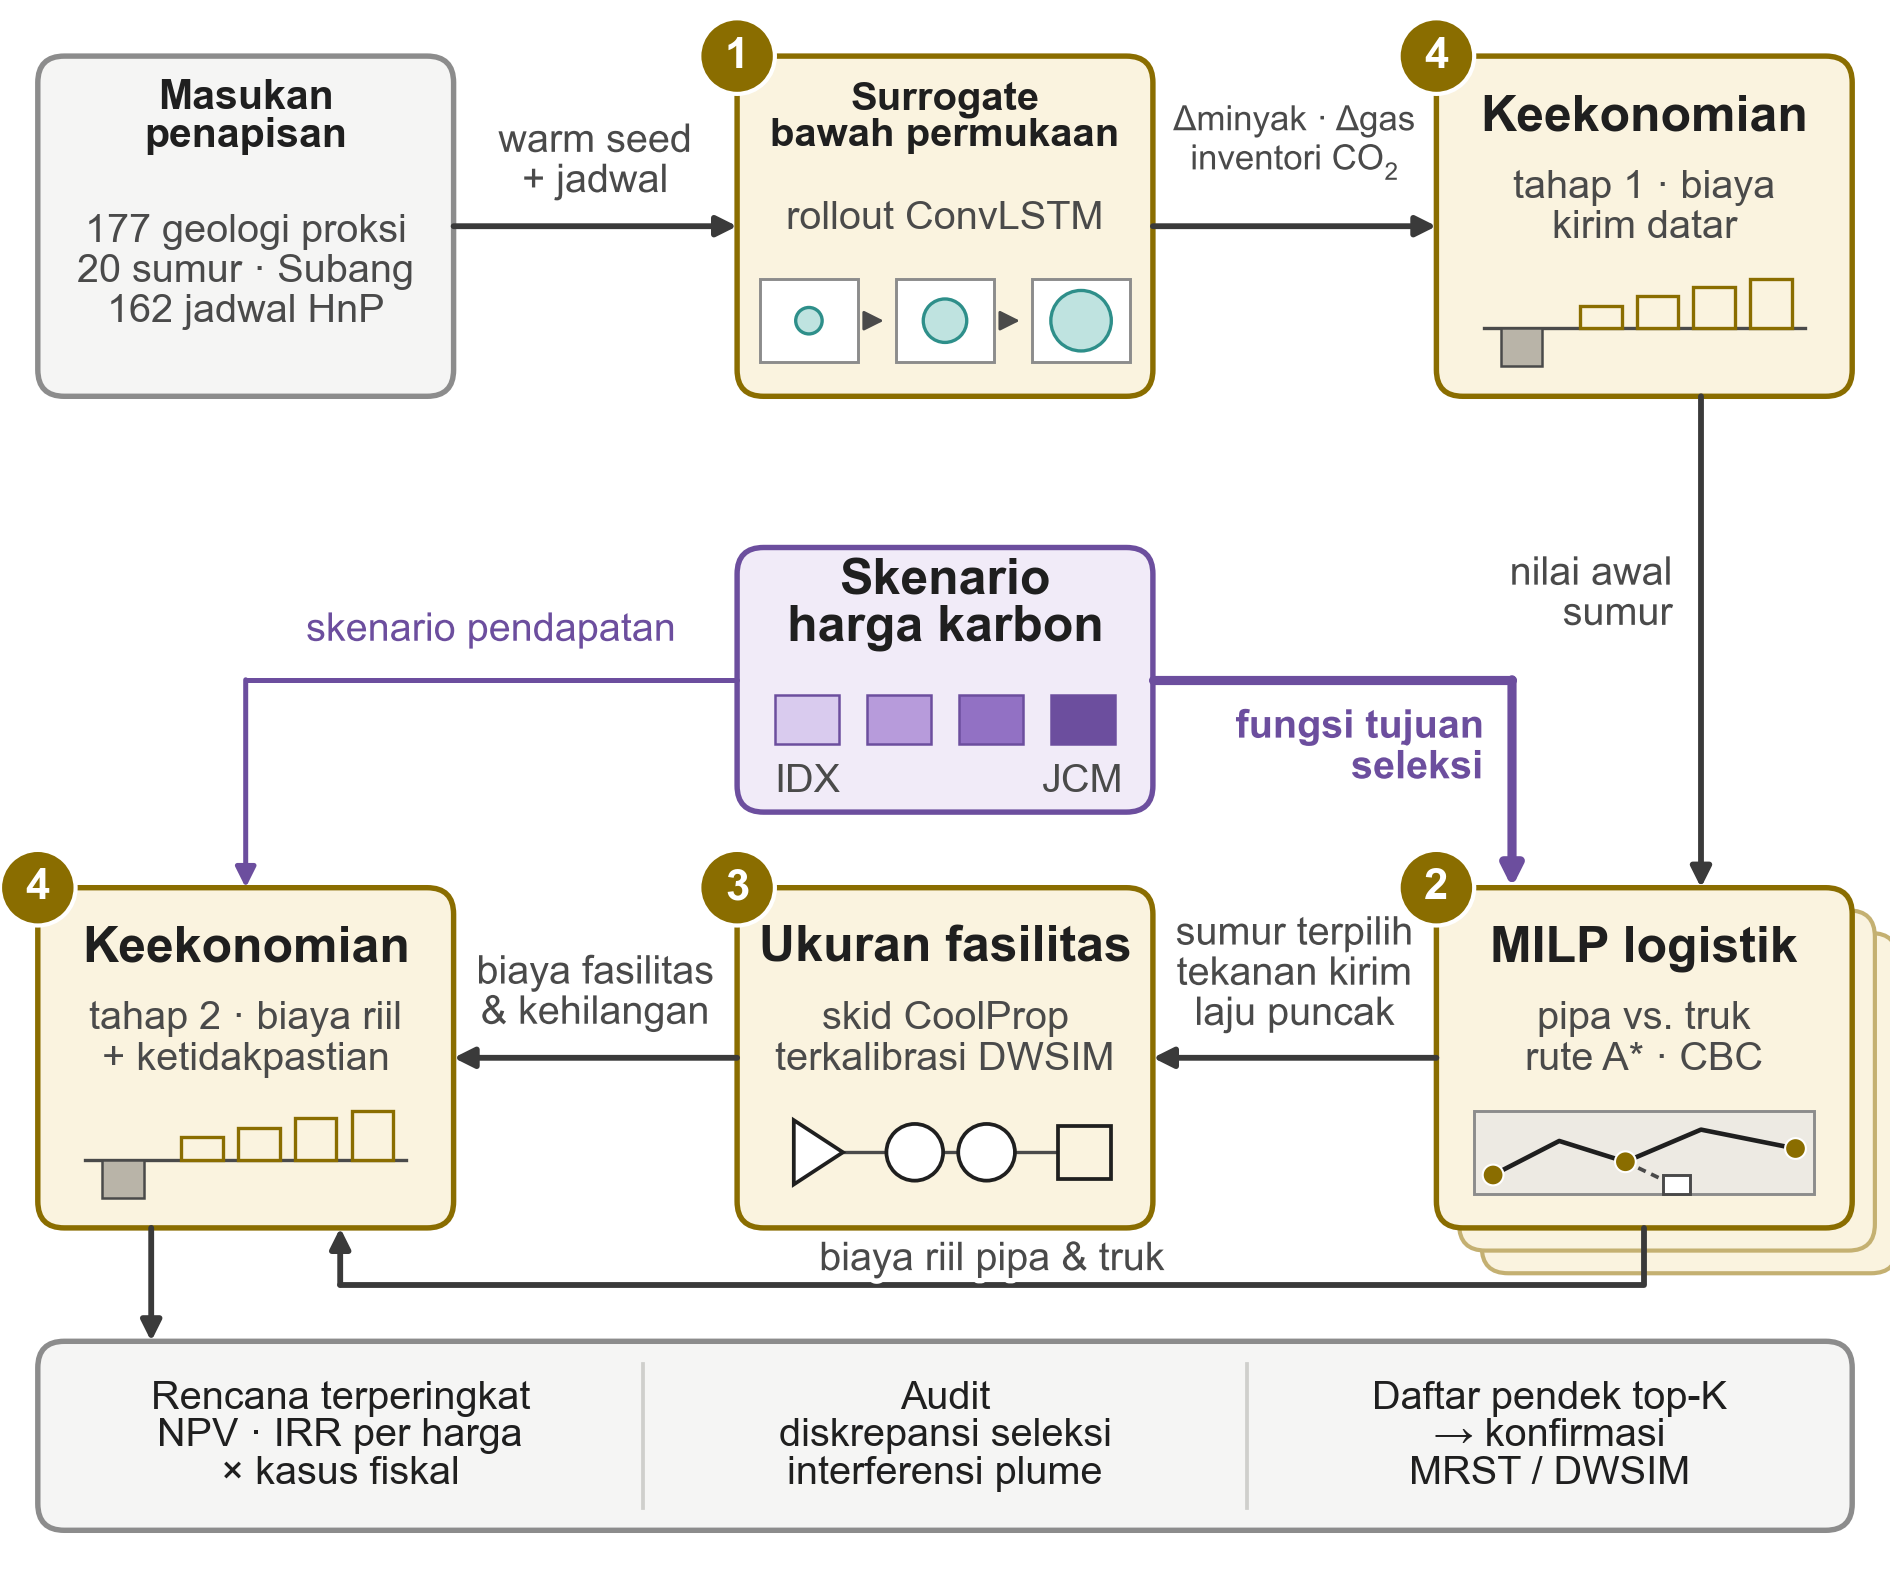 Masukan
penapisan
177 geologi proksi
20 sumur · Subang
162 jadwal HnP
warm seed
+ jadwal
1
Surrogate
bawah permukaan
rollout ConvLSTM
Δminyak · Δgas
inventori CO₂
4
Keekonomian
tahap 1 · biaya
kirim datar
nilai awal
sumur
Skenario
harga karbon
IDX
JCM
skenario pendapatan
fungsi tujuan
seleksi
4
Keekonomian
tahap 2 · biaya riil
+ ketidakpastian
biaya fasilitas
& kehilangan
3
Ukuran fasilitas
skid CoolProp
terkalibrasi DWSIM
sumur terpilih
tekanan kirim
laju puncak
2
MILP logistik
pipa vs. truk
rute A* · CBC
biaya riil pipa & truk
Rencana terperingkat
NPV · IRR per harga
× kasus fiskal
Audit
diskrepansi seleksi
interferensi plume
Daftar pendek top-K
→ konfirmasi
MRST / DWSIM